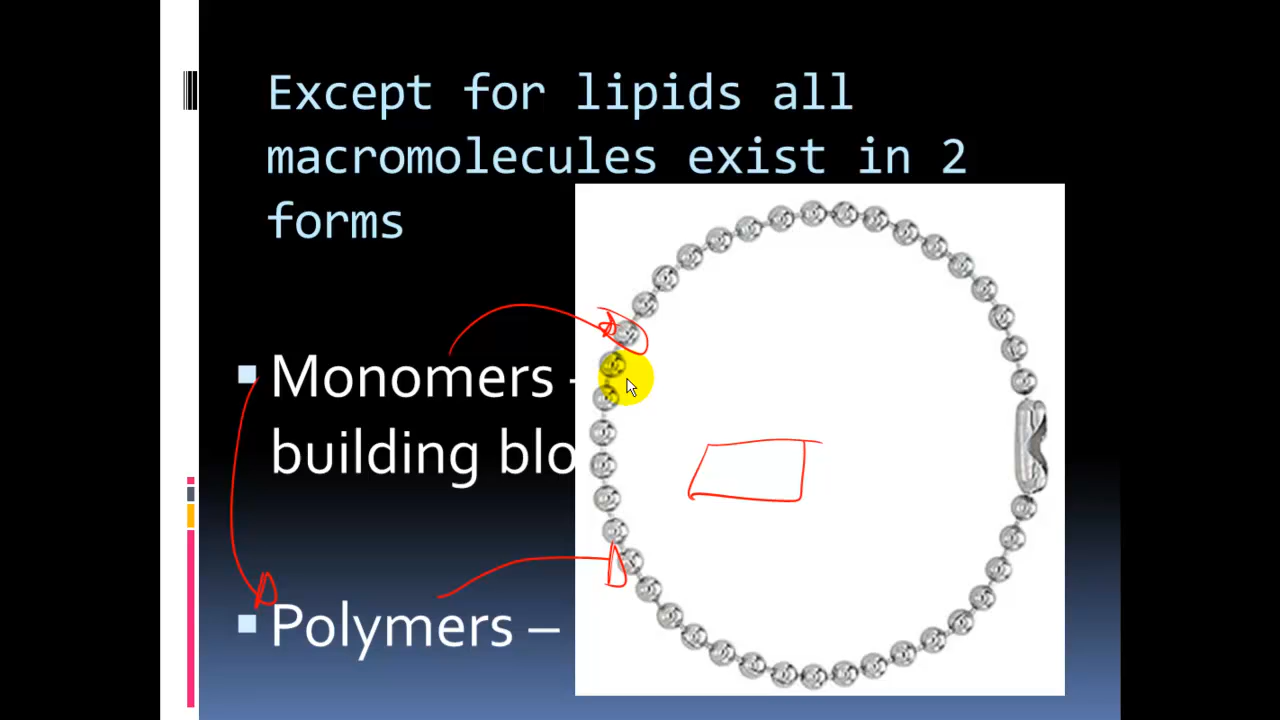 Except for lipids all
macromolecules exist in 2
forms
Monomers -
building blo
Polymers –